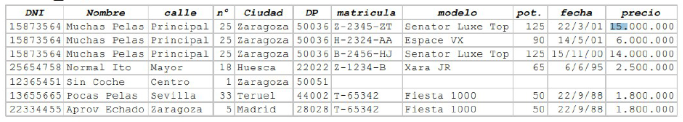 DNI Nombre calle nº Ciudad DP matricula modelo pot. fecha precio
15873564 Muchas Pelas Principal 25 Zaragoza 50036 Z-2345-ZT Senator Luxe Top 125 22/3/01 15.000.000
15873564 Muchas Pelas Principal 25 Zaragoza 50036 H-2324-AA Espace VX 90 14/5/01 6.000.000
15873564 Muchas Pelas Principal 25 Zaragoza 50036 B-2456-HJ Senator Luxe Top 125 15/11/00 14.000.000
25654758 Normal Ito Mayor 18 Huesca 22022 Z-1234-B Xara JR 65 6/6/95 2.500.000
12365451 Sin Coche Centro 1 Zaragoza 50051
13655665 Pocas Pelas Sevilla 33 Teruel 44002 T-65342 Fiesta 1000 50 22/9/88 1.800.000
22334455 Aprov Echado Zaragoza 5 Madrid 28028 T-65342 Fiesta 1000 50 22/9/88 1.800.000